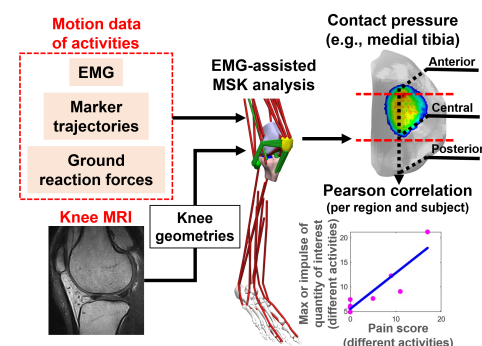 Motion data
of activities
EMG
Marker
trajectories
Ground
reaction forces
Knee MRI
Knee
geometries
EMG-assisted
MSK analysis
Contact pressure
(e.g., medial tibia)
Anterior
Central
Posterior
Pearson correlation
(per region and subject)
Max or impulse of
quantity of interest
(different activities)
20
15
10
5
0
10
20
Pain score
(different activities)